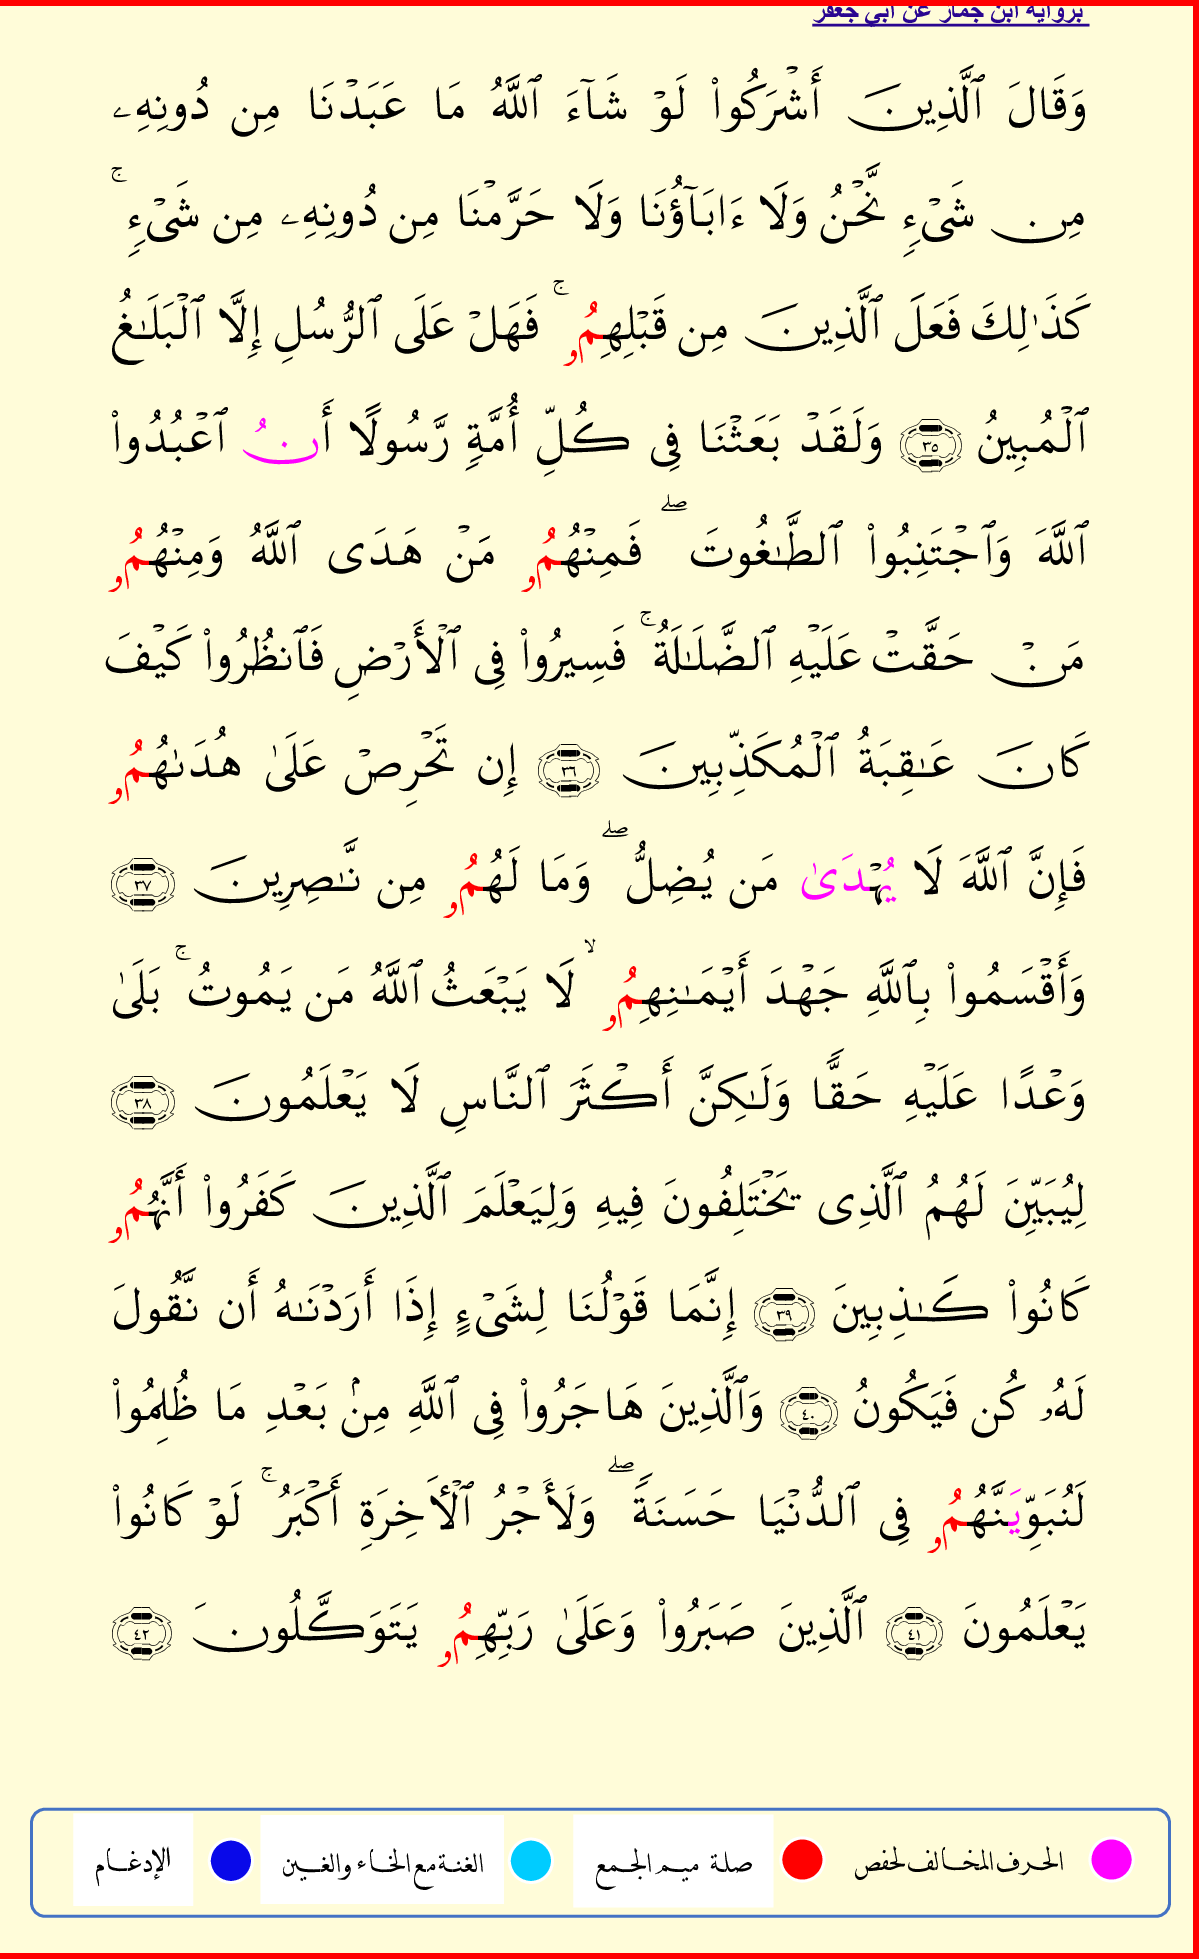 برواية ابن جماز عن أبي جعفر
وَقَالَ ٱلَّذِينَ أَشۡرَكُواْ لَوۡ شَآءَ ٱللَّهُ مَا عَبَدۡنَا مِن دُونِهِۦ
مِن شَيۡءٖ نَّحۡنُ وَلَا ءَابَآؤُنَا وَلَا حَرَّمۡنَا مِن دُونِهِۦ مِن شَيۡءٖۚ
كَذَٰلِكَ فَعَلَ ٱلَّذِينَ مِن قَبۡلِهِمُۥۚ فَهَلۡ عَلَى ٱلرُّسُلِ إِلَّا ٱلۡبَلَٰغُ
ٱلۡمُبِينُ ٣٥ وَلَقَدۡ بَعَثۡنَا فِي كُلِّ أُمَّةٖ رَّسُولًا أَنُ ٱعۡبُدُواْ
ٱللَّهَ وَٱجۡتَنِبُواْ ٱلطَّٰغُوتَۖ فَمِنۡهُمُۥ مَنۡ هَدَى ٱللَّهُ وَمِنۡهُمُۥ
مَنۡ حَقَّتۡ عَلَيۡهِ ٱلضَّلَٰلَةُۚ فَسِيرُواْ فِي ٱلۡأَرۡضِ فَٱنظُرُواْ كَيۡفَ
كَانَ عَٰقِبَةُ ٱلۡمُكَذِّبِينَ ٣٦ إِن تَحۡرِصۡ عَلَىٰ هُدَىٰهُمُۥ
فَإِنَّ ٱللَّهَ لَا يُهۡدَىٰ مَن يُضِلُّۖ وَمَا لَهُمُۥ مِن نَّٰصِرِينَ ٣٧
وَأَقۡسَمُواْ بِٱللَّهِ جَهۡدَ أَيۡمَٰنِهِمُۥۙ لَا يَبۡعَثُ ٱللَّهُ مَن يَمُوتُۚ بَلَىٰ
وَعۡدًا عَلَيۡهِ حَقّٗا وَلَٰكِنَّ أَكۡثَرَ ٱلنَّاسِ لَا يَعۡلَمُونَ ٣٨
لِيُبَيِّنَ لَهُمُ ٱلَّذِي يَخۡتَلِفُونَ فِيهِ وَلِيَعۡلَمَ ٱلَّذِينَ كَفَرُواْ أَنَّهُمُۥ
كَانُواْ كَٰذِبِينَ ٣٩ إِنَّمَا قَوۡلُنَا لِشَيۡءٍ إِذَا أَرَدۡنَٰهُ أَن نَّقُولَ
لَهُۥ كُن فَيَكُونُ ٤٠ وَٱلَّذِينَ هَاجَرُواْ فِي ٱللَّهِ مِنۢ بَعۡدِ مَا ظُلِمُواْ
لَنُبَوِّيَنَّهُمُۥ فِي ٱلدُّنۡيَا حَسَنَةٗۖ وَلَأَجۡرُ ٱلۡأٓخِرَةِ أَكۡبَرُۚ لَوۡ كَانُواْ
يَعۡلَمُونَ ٤١ ٱلَّذِينَ صَبَرُواْ وَعَلَىٰ رَبِّهِمُۥ يَتَوَكَّلُونَ ٤٢
الحرف المخالف لحفص صلة ميم الجمع الغنة مع الخاء والغين الإدغام